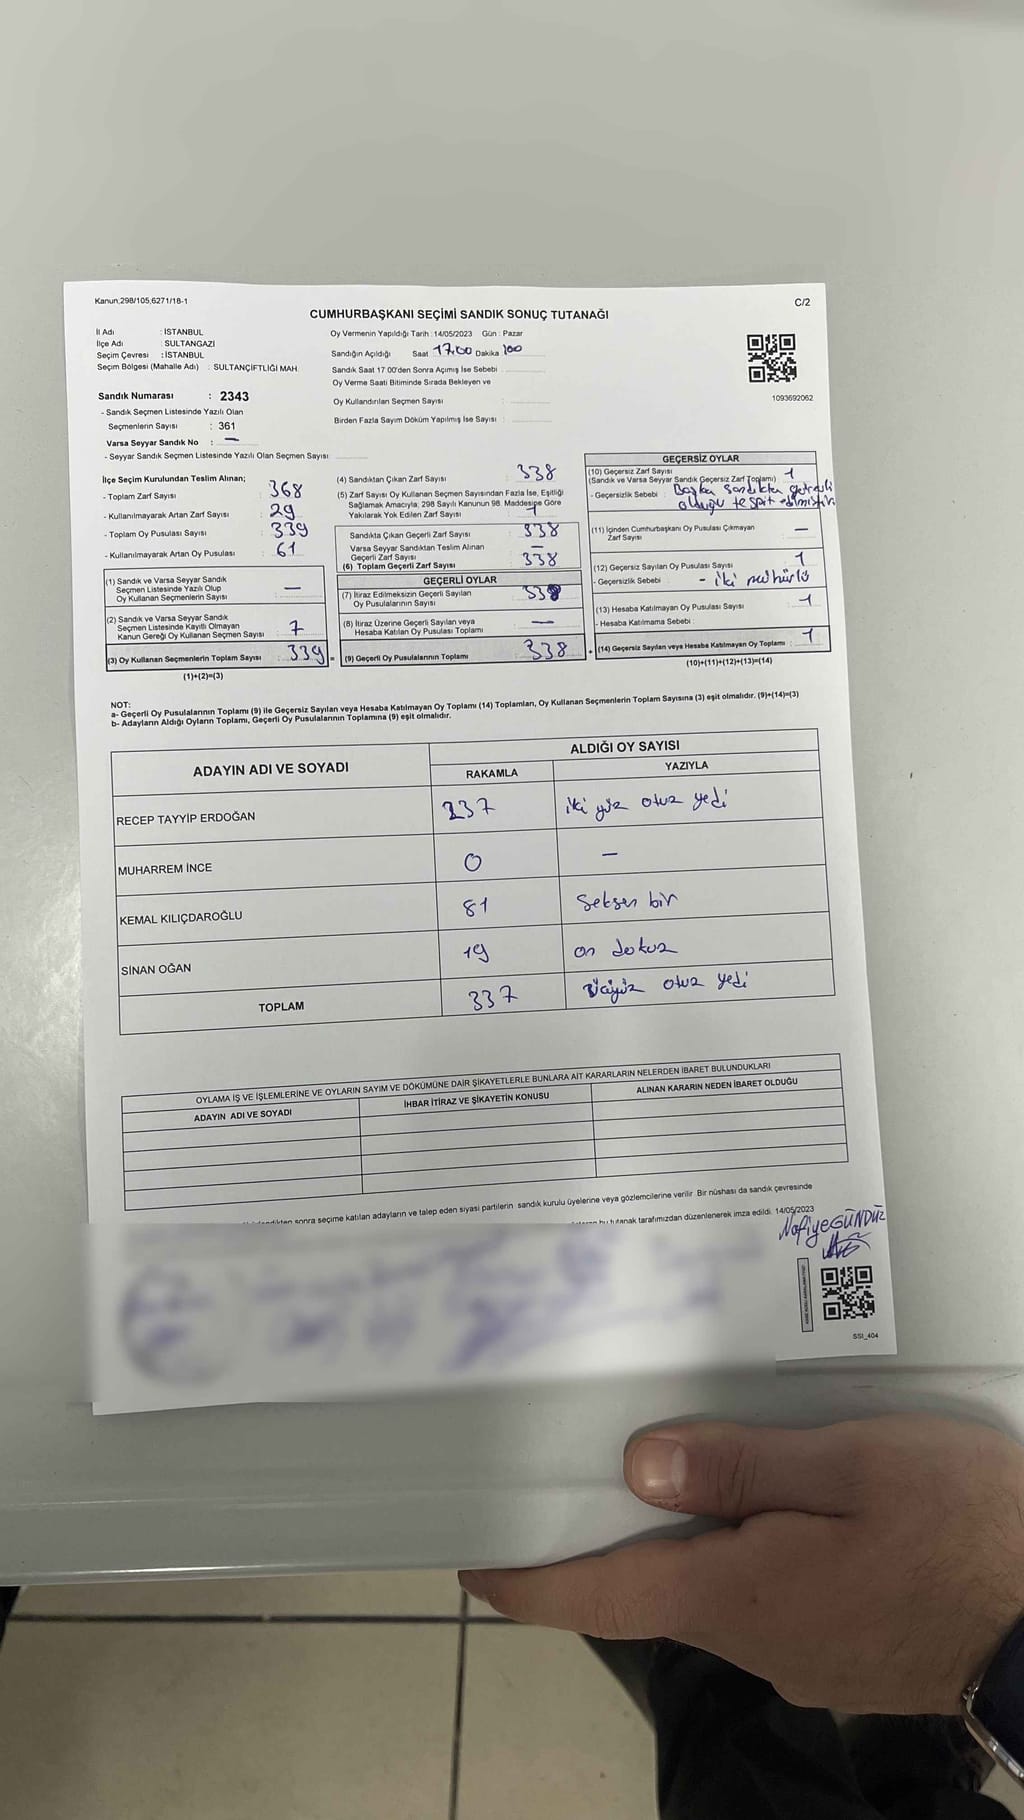 Kanun;298/105;6271/18-1
C/2
CUMHURBAŞKANI SEÇİMİ SANDIK SONUÇ TUTANAĞI
İl Adı : İSTANBUL
İlçe Adı : SULTANGAZİ
Seçim Çevresi : İSTANBUL
Seçim Bölgesi (Mahalle Adı) : SULTANÇİFTLİĞİ MAH.
Oy Vermenin Yapıldığı Tarih : 14/05/2023 Gün : Pazar
Sandığın Açıldığı Saat 17.00 Dakika 100
Sandık Saat 17:00'den Sonra Açımış İse Sebebi :
Oy Verme Saati Bitiminde Sırada Bekleyen ve
Oy Kullandırılan Seçmen Sayısı :
Birden Fazla Sayım Döküm Yapılmış İse Sayısı :
1093692062
Sandık Numarası : 2343
- Sandık Seçmen Listesinde Yazılı Olan
Seçmenlerin Sayısı : 361
Varsa Seyyar Sandık No : —
- Seyyar Sandık Seçmen Listesinde Yazılı Olan Seçmen Sayısı :
İlçe Seçim Kurulundan Teslim Alınan;
- Toplam Zarf Sayısı : 368
- Kullanılmayarak Artan Zarf Sayısı : 29
- Toplam Oy Pusulası Sayısı : 339
- Kullanılmayarak Artan Oy Pusulası : 61
(1) Sandık ve Varsa Seyyar Sandık
Seçmen Listesinde Yazılı Olup
Oy Kullanan Seçmenlerin Sayısı : —
(2) Sandık ve Varsa Seyyar Sandık
Seçmen Listesinde Kayıtlı Olmayan
Kanun Gereği Oy Kullanan Seçmen Sayısı : 7
(3) Oy Kullanan Seçmenlerin Toplam Sayısı : 339
(1)+(2)=(3)
(4) Sandıktan Çıkan Zarf Sayısı : 338
(5) Zarf Sayısı Oy Kullanan Seçmen Sayısından Fazla İse, Eşitliği
Sağlamak Amacıyla; 298 Sayılı Kanunun 98. Maddesine Göre
Yakılarak Yok Edilen Zarf Sayısı : 1
Sandıkta Çıkan Geçerli Zarf Sayısı : 338
Varsa Seyyar Sandıktan Teslim Alınan
Geçerli Zarf Sayısı : —
(6) Toplam Geçerli Zarf Sayısı : 338
GEÇERLİ OYLAR
(7) İtiraz Edilmeksizin Geçerli Sayılan
Oy Pusulalarının Sayısı : 338
(8) İtiraz Üzerine Geçerli Sayılan veya
Hesaba Katılan Oy Pusulası Toplamı : —
= (9) Geçerli Oy Pusulalarının Toplamı : 338
GEÇERSİZ OYLAR
(10) Geçersiz Zarf Sayısı : 1
(Sandık ve Varsa Seyyar Sandık Geçersiz Zarf Toplamı)
- Geçersizlik Sebebi : Başka sandıkta
olduğu tespit edilmiştir
(11) İçinden Cumhurbaşkanı Oy Pusulası Çıkmayan
Zarf Sayısı : —
(12) Geçersiz Sayılan Oy Pusulası Sayısı : 1
- Geçersizlik Sebebi : - iki mühürlü
(13) Hesaba Katılmayan Oy Pusulası Sayısı : 1
- Hesaba Katılmama Sebebi :
+ (14) Geçersiz Sayılan veya Hesaba Katılmayan Oy Toplamı : 1
(10)+(11)+(12)+(13)=(14)
NOT:
a- Geçerli Oy Pusulalarının Toplamı (9) ile Geçersiz Sayılan veya Hesaba Katılmayan Oy Toplamı (14) Toplamları, Oy Kullanan Seçmenlerin Toplam Sayısına (3) eşit olmalıdır. (9)+(14)=(3)
b- Adayların Aldığı Oyların Toplamı, Geçerli Oy Pusulalarının Toplamına (9) eşit olmalıdır.
ADAYIN ADI VE SOYADI
ALDIĞI OY SAYISI
RAKAMLA YAZIYLA
RECEP TAYYİP ERDOĞAN 237 iki yüz otuz yedi
MUHARREM İNCE 0 —
KEMAL KILIÇDAROĞLU 81 Seksen bir
SİNAN OĞAN 19 on dokuz
TOPLAM 337 üçyüz otuz yedi
OYLAMA İŞ VE İŞLEMLERİNE VE OYLARIN SAYIM VE DÖKÜMÜNE DAİR ŞİKAYETLERLE BUNLARA AİT KARARLARIN NELERDEN İBARET BULUNDUKLARI
ADAYIN ADI VE SOYADI İHBAR İTİRAZ VE ŞİKAYETİN KONUSU ALINAN KARARIN NEDEN İBARET OLDUĞU
sonra seçime katılan adayların ve talep eden siyasi partilerin sandık kurulu üyelerine veya gözlemcilerine verilir. Bir nüshası da sandık çevresinde
bu tutanak tarafımızdan düzenlenerek imza edildi. 14/05/2023
Nafiye GÜNDÜZ
SSI_404